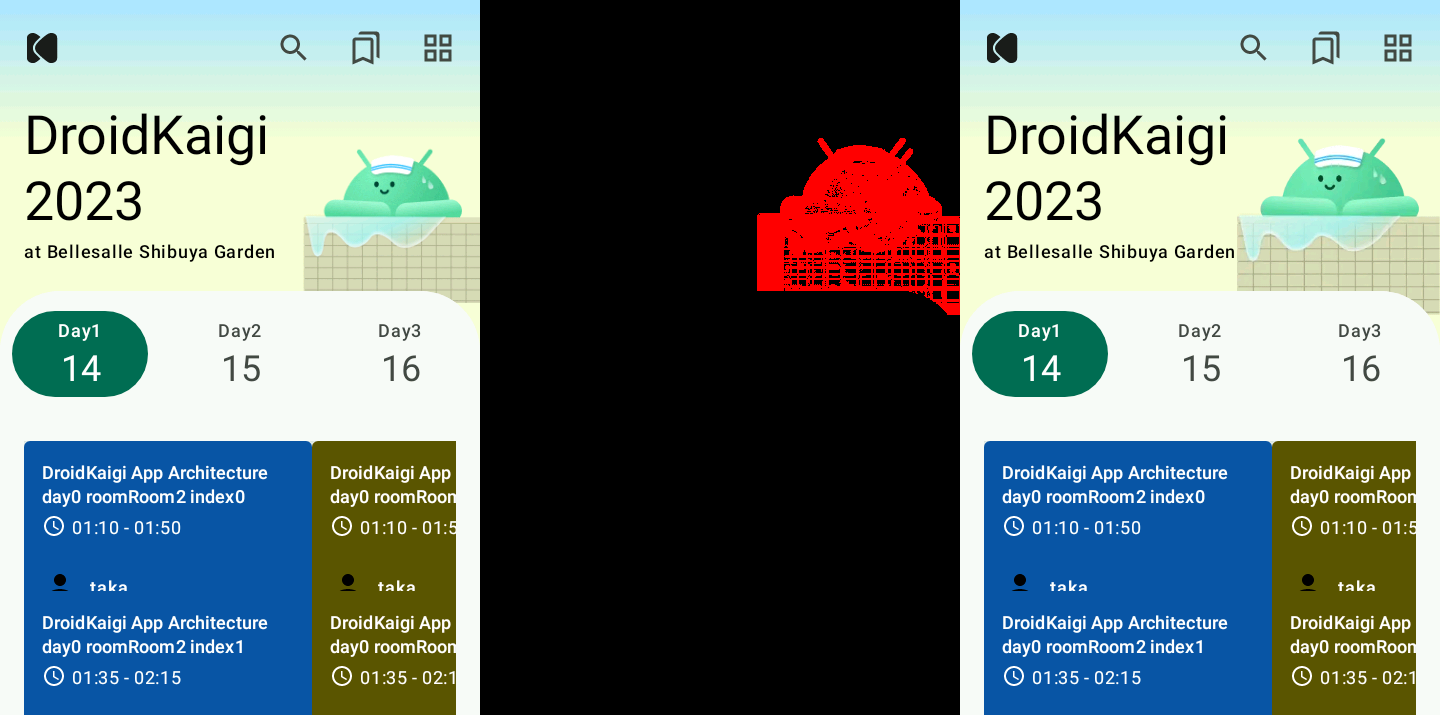 DroidKaigi
2023
at Bellesalle Shibuya Garden
Day1
14
Day2
15
Day3
16
DroidKaigi App Architecture
day0 roomRoom2 index0
01:10 - 01:50
taka
DroidKaigi App Architecture
day0 roomRoom2 index1
01:35 - 02:15
DroidKaigi App
day0 roomRoom
01:10 - 01:5
taka
DroidKaigi App
day0 roomRoom
01:35 - 02:1
DroidKaigi
2023
at Bellesalle Shibuya Garden
Day1
14
Day2
15
Day3
16
DroidKaigi App Architecture
day0 roomRoom2 index0
01:10 - 01:50
taka
DroidKaigi App Architecture
day0 roomRoom2 index1
01:35 - 02:15
DroidKaigi App
day0 roomRoom
01:10 - 01:5
taka
DroidKaigi App
day0 roomRoom
01:35 - 02:1